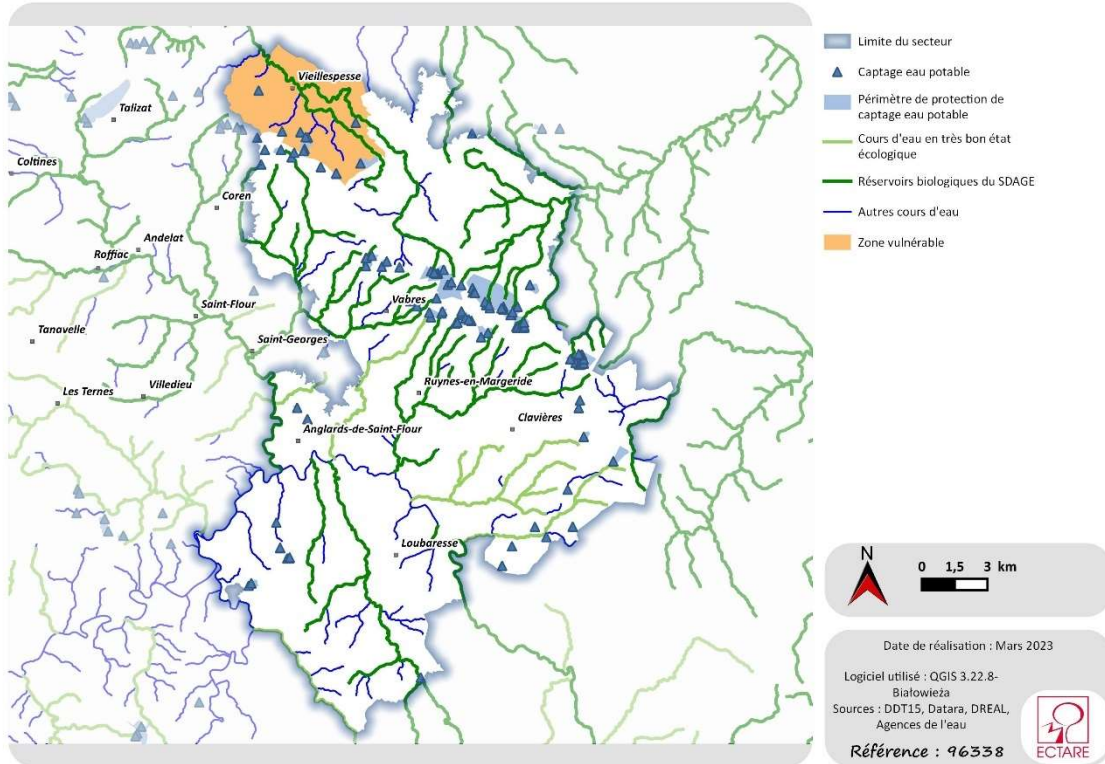 Vieillespesse
Talizat
Coltines
Coren
Andelat
Roffiac
Saint-Flour
Vabres
Tanavelle
Saint-Georges
Les Ternes
Villedieu
Ruynes-en-Margeride
Clavières
Anglards-de-Saint-Flour
Loubaresse
Limite du secteur
Captage eau potable
Périmètre de protection de
captage eau potable
Cours d'eau en très bon état
écologique
Réservoirs biologiques du SDAGE
Autres cours d'eau
Zone vulnérable
N
0 1,5 3 km
Date de réalisation : Mars 2023
Logiciel utilisé : QGIS 3.22.8-
Białowieża
Sources : DDT15, Datara, DREAL,
Agences de l'eau
Référence : 96338
ECTARE